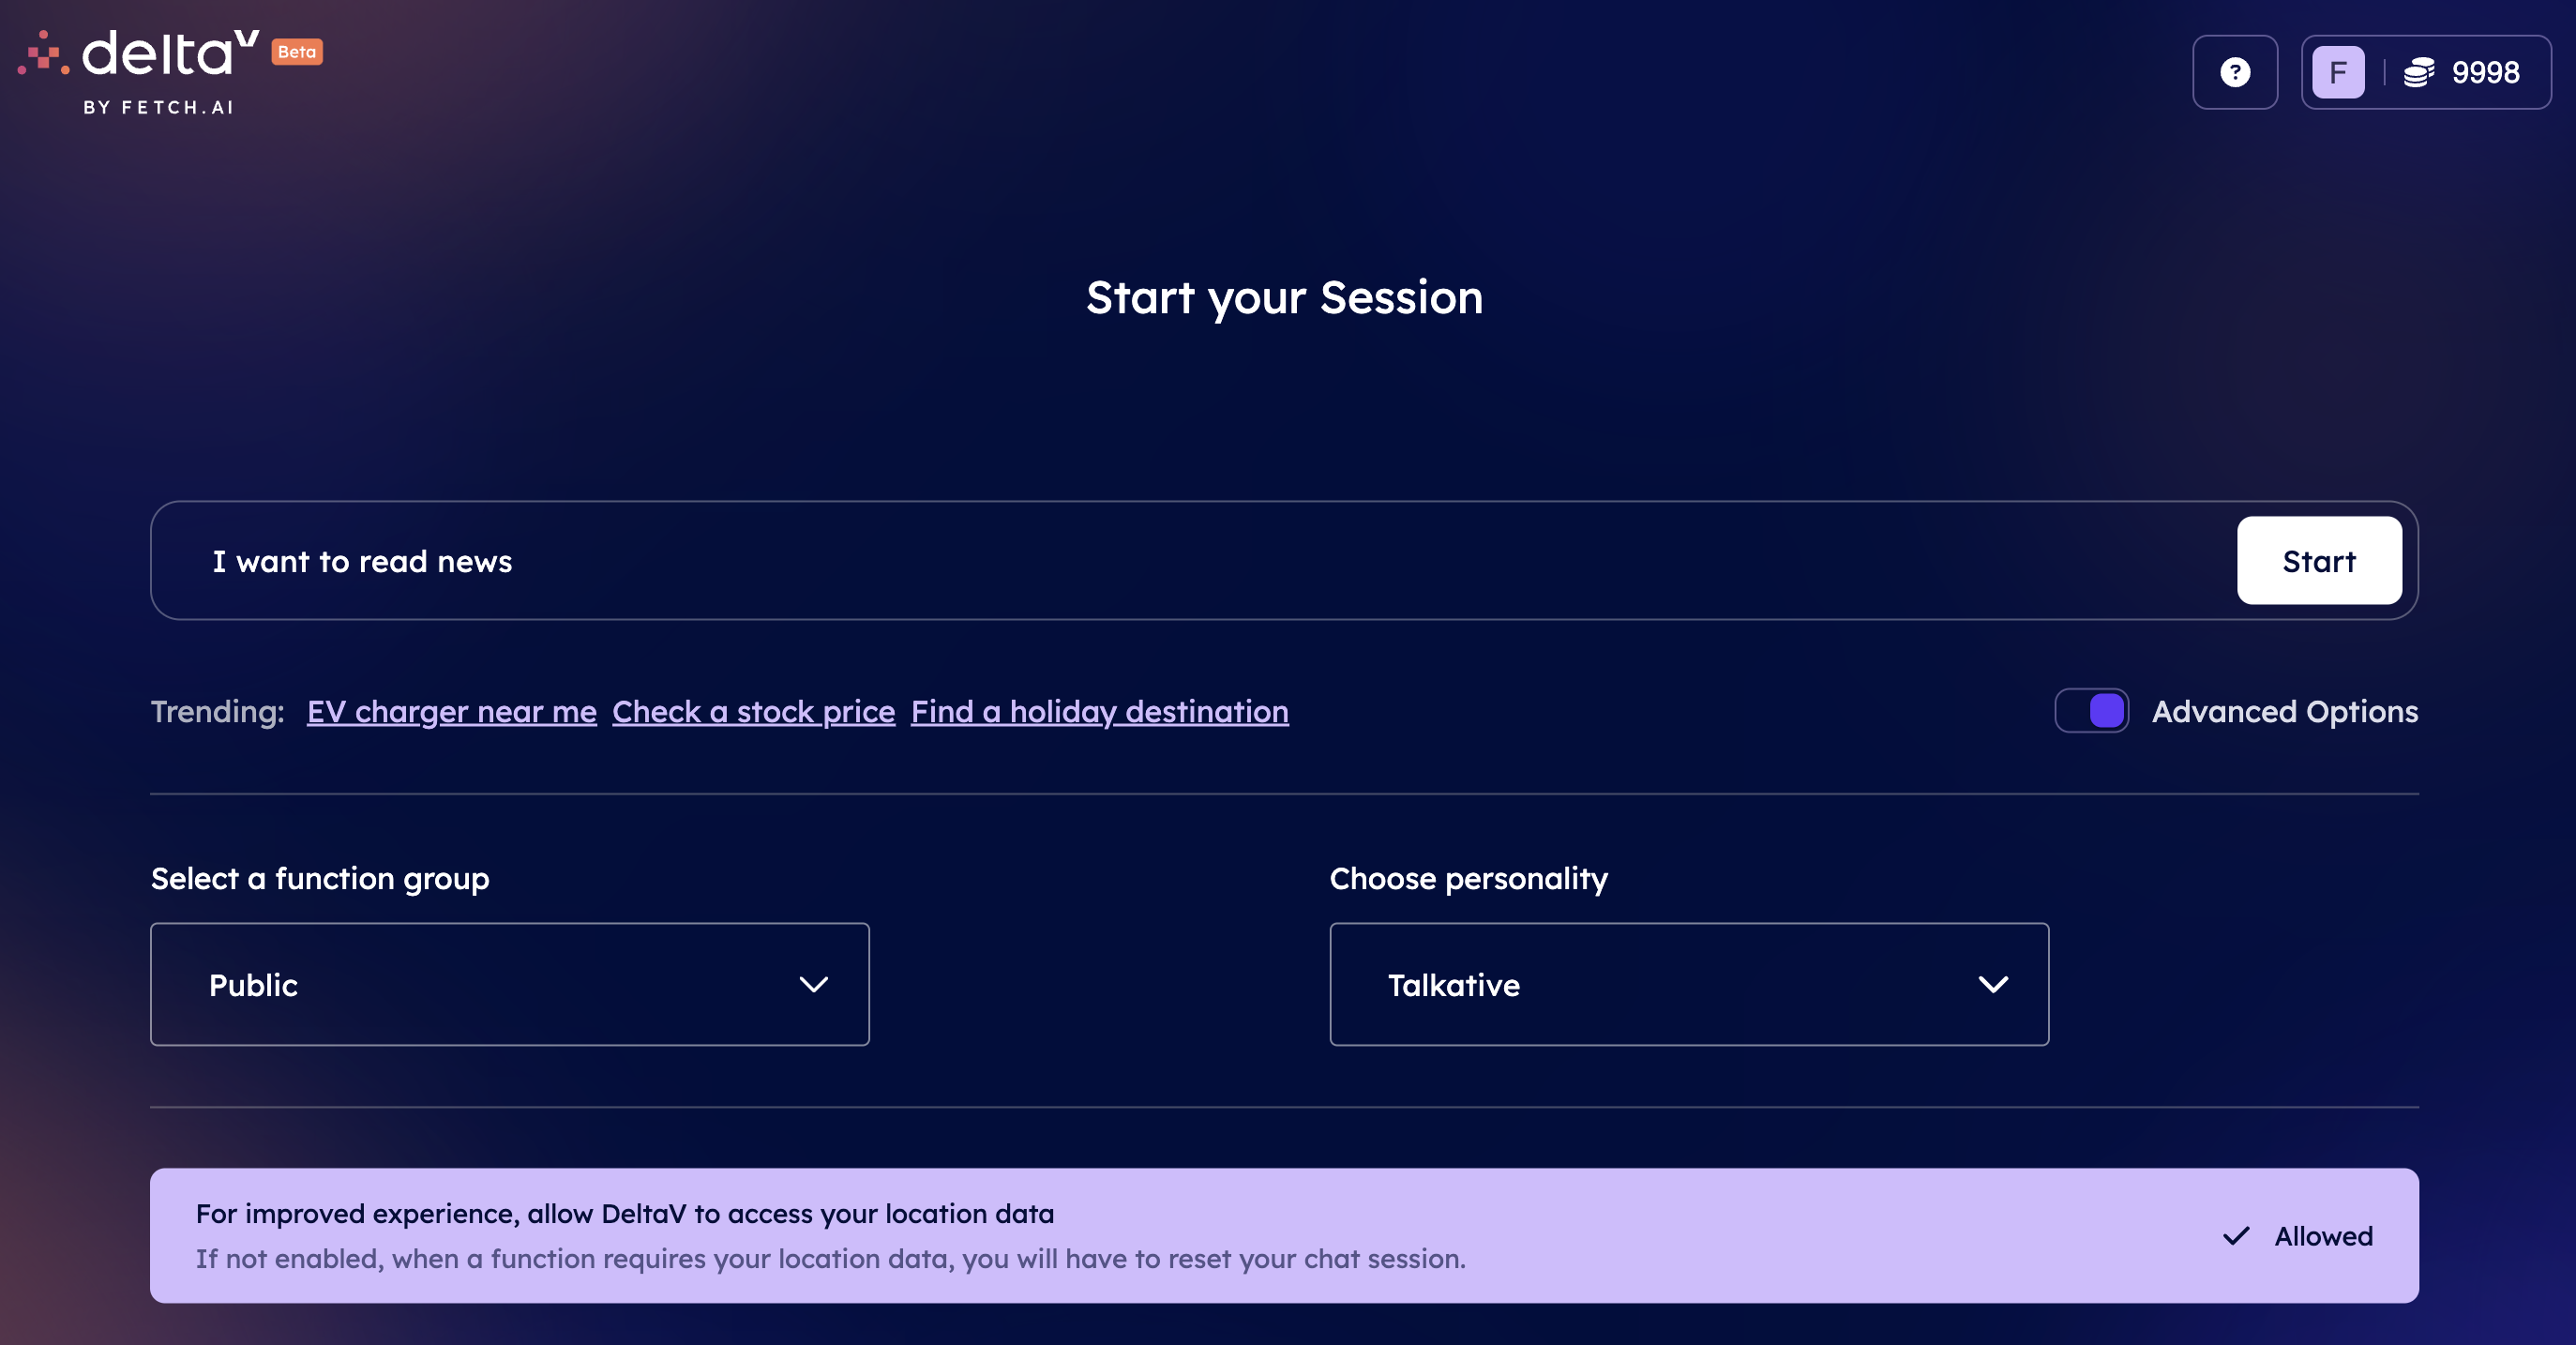 deltaV Beta
BY FETCH.AI
? F 9998
Start your Session
I want to read news Start
Trending: EV charger near me Check a stock price Find a holiday destination Advanced Options
Select a function group Choose personality
Public Talkative
For improved experience, allow DeltaV to access your location data
If not enabled, when a function requires your location data, you will have to reset your chat session.
Allowed